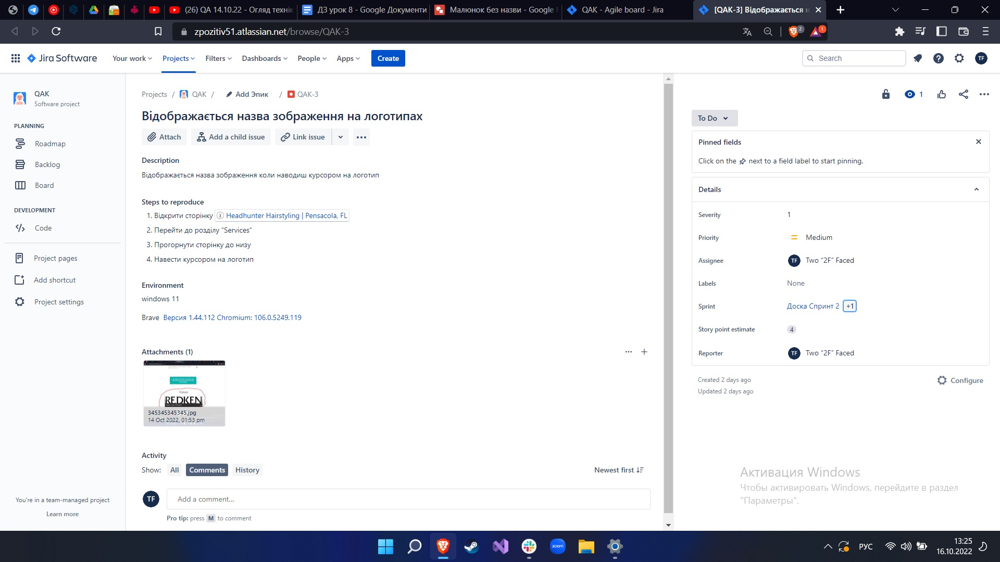 (26) QA 14.10.22 - Огляд технік
ДЗ урок 8 - Google Документи
Малюнок без назви - Google
QAK - Agile board - Jira
[QAK-3] Відображається н
zpozitiv51.atlassian.net/browse/QAK-3
2
1
Jira Software
Your work
Projects
Filters
Dashboards
People
Apps
Create
Search
TF
QAK
Software project
PLANNING
Roadmap
Backlog
Board
DEVELOPMENT
Code
Project pages
Add shortcut
Project settings
You're in a team-managed project
Learn more
Projects / QAK / Add Эпик / QAK-3
Відображається назва зображення на логотипах
Attach
Add a child issue
Link issue
Description
Відображається назва зображення коли наводиш курсором на логотип
Steps to reproduce
1. Відкрити сторінку Headhunter Hairstyling | Pensacola, FL
2. Перейти до розділу “Services”
3. Прогорнути сторінку до низу
4. Навести курсором на логотип
Environment
windows 11
Brave Версия 1.44.112 Chromium: 106.0.5249.119
Attachments (1)
Products
REDKEN
345345345345.jpg
14 Oct 2022, 01:53 pm
Activity
Show: All Comments History
Newest first
TF
Add a comment...
Pro tip: press M to comment
1
To Do
Pinned fields
Click on the next to a field label to start pinning.
Details
Severity 1
Priority Medium
Assignee TF Two “2F” Faced
Labels None
Sprint Доска Спринт 2 +1
Story point estimate 4
Reporter TF Two “2F” Faced
Created 2 days ago
Updated 2 days ago
Configure
Активация Windows
Чтобы активировать Windows, перейдите в раздел
"Параметры".
zoom
РУС
13:25
16.10.2022